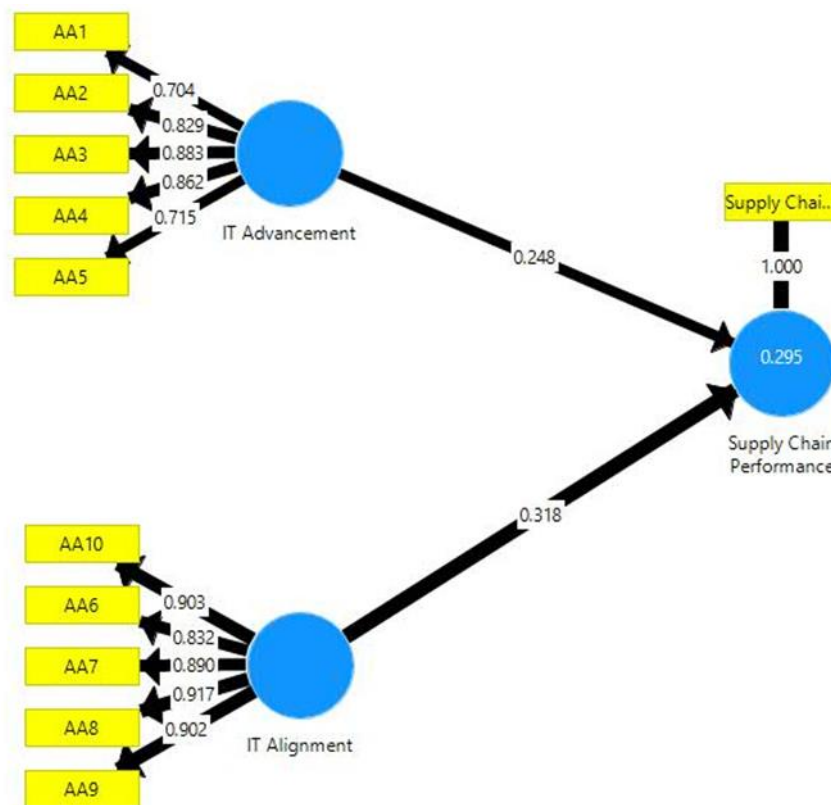 AA1
0.704
AA2
0.829
AA3
0.883
AA4
0.862
AA5
0.715
IT Advancement
0.248
Supply Chai...
1.000
0.295
Supply Chain
Performance
0.318
AA10
0.903
AA6
0.832
AA7
0.890
AA8
0.917
AA9
0.902
IT Alignment